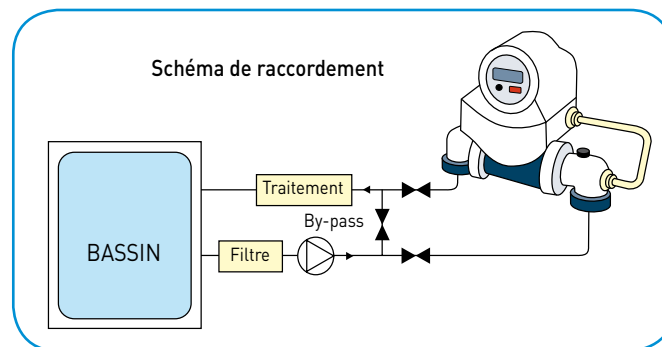 Schéma de raccordement
Traitement
By-pass
BASSIN
Filtre